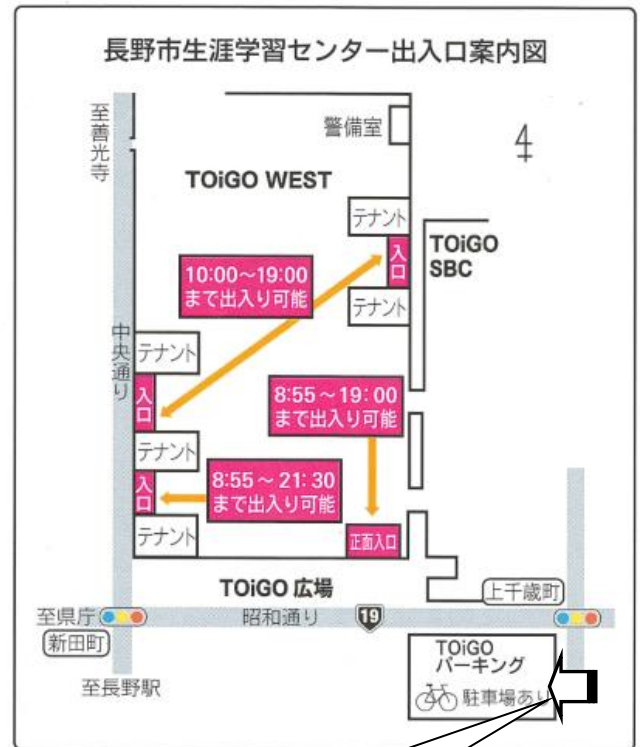 長野市生涯学習センター出入口案内図
至善光寺
警備室
4
TOiGO WEST
テナント
入口
テナント
TOiGO
SBC
10:00～19:00
まで出入り可能
中央通り
テナント
入口
テナント
入口
テナント
8:55～19:00
まで出入り可能
8:55～21:30
まで出入り可能
正面入口
TOiGO 広場
上千歳町
至県庁
昭和通り
19
新田町
至長野駅
TOiGO
パーキング
駐車場あり